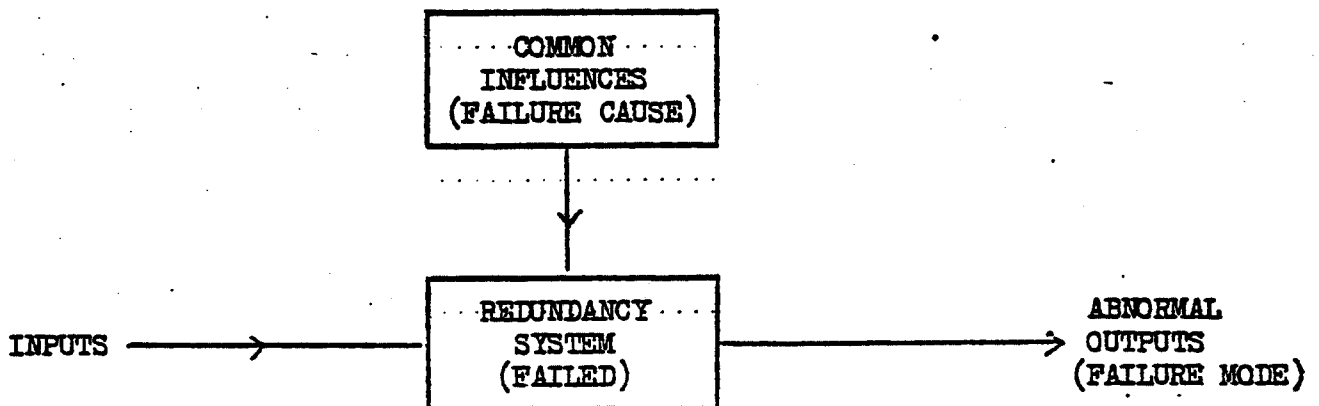 COMMON
INFLUENCES
(FAILURE CAUSE)
REDUNDANCY
SYSTEM
(FAILED)
INPUTS
ABNORMAL
OUTPUTS
(FAILURE MODE)